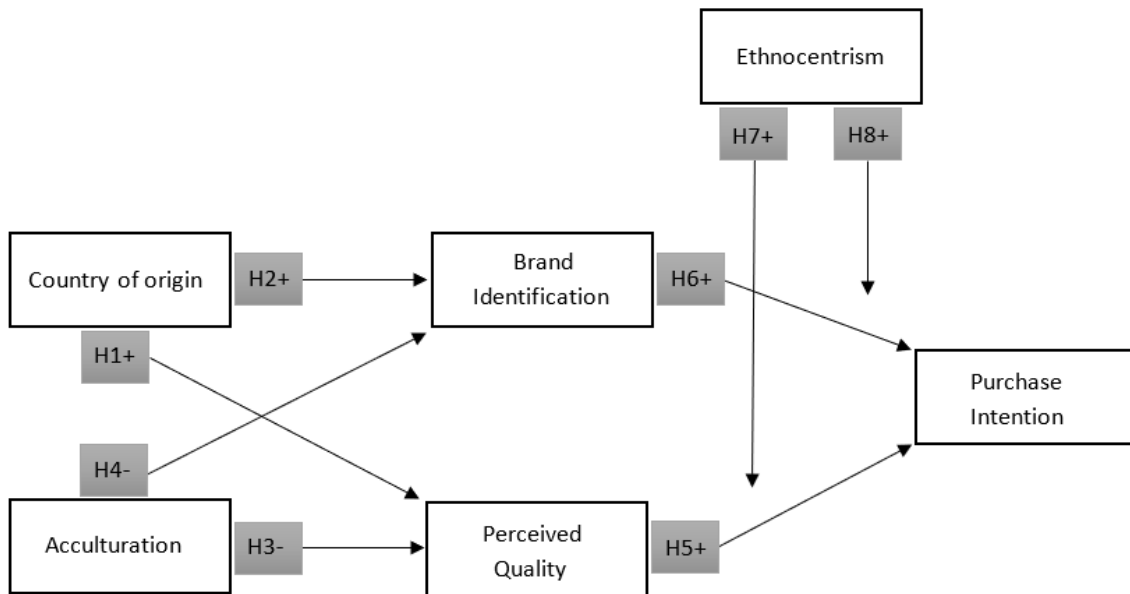 Ethnocentrism
H7+
H8+
Country of origin
H2+
Brand
Identification
H6+
H1+
Purchase
Intention
H4-
Acculturation
H3-
Perceived
Quality
H5+